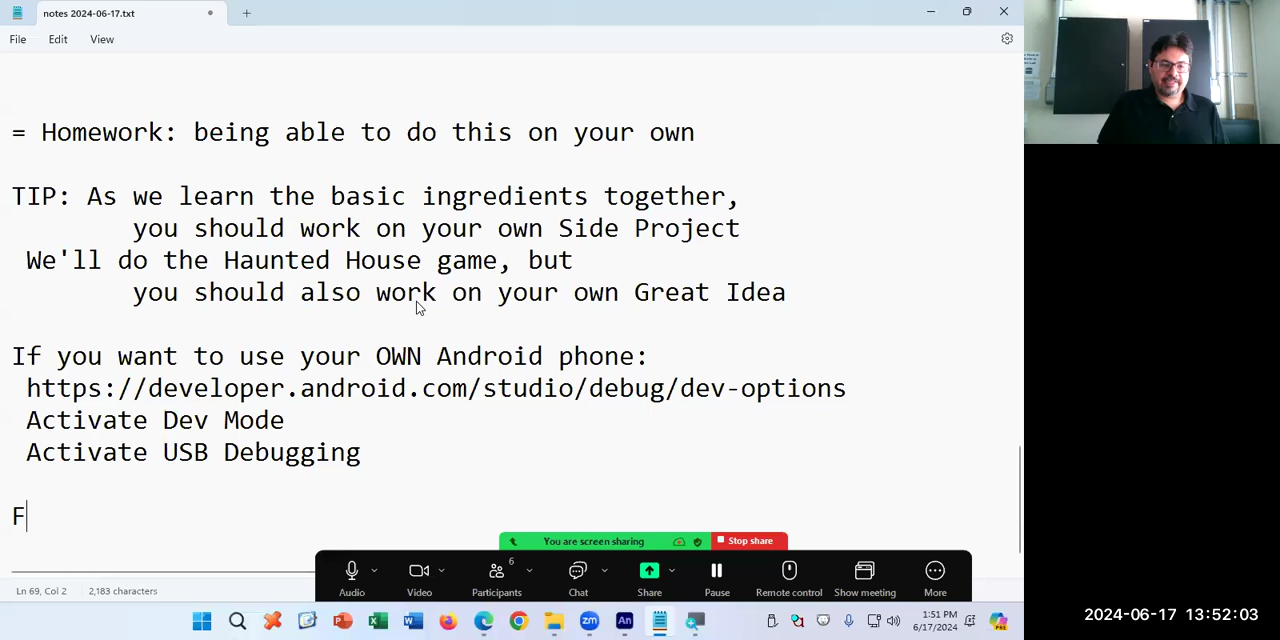 notes 2024-06-17.txt
File Edit View
= Homework: being able to do this on your own
TIP: As we learn the basic ingredients together,
you should work on your own Side Project
We'll do the Haunted House game, but
you should also work on your own Great Idea
If you want to use your OWN Android phone:
https://developer.android.com/studio/debug/dev-options
Activate Dev Mode
Activate USB Debugging
F
You are screen sharing Stop share
6
Audio Video Participants Chat Share Pause Remote control Show meeting More
Ln 69, Col 2 2,183 characters
1:51 PM
6/17/2024
2024-06-17 13:52:03